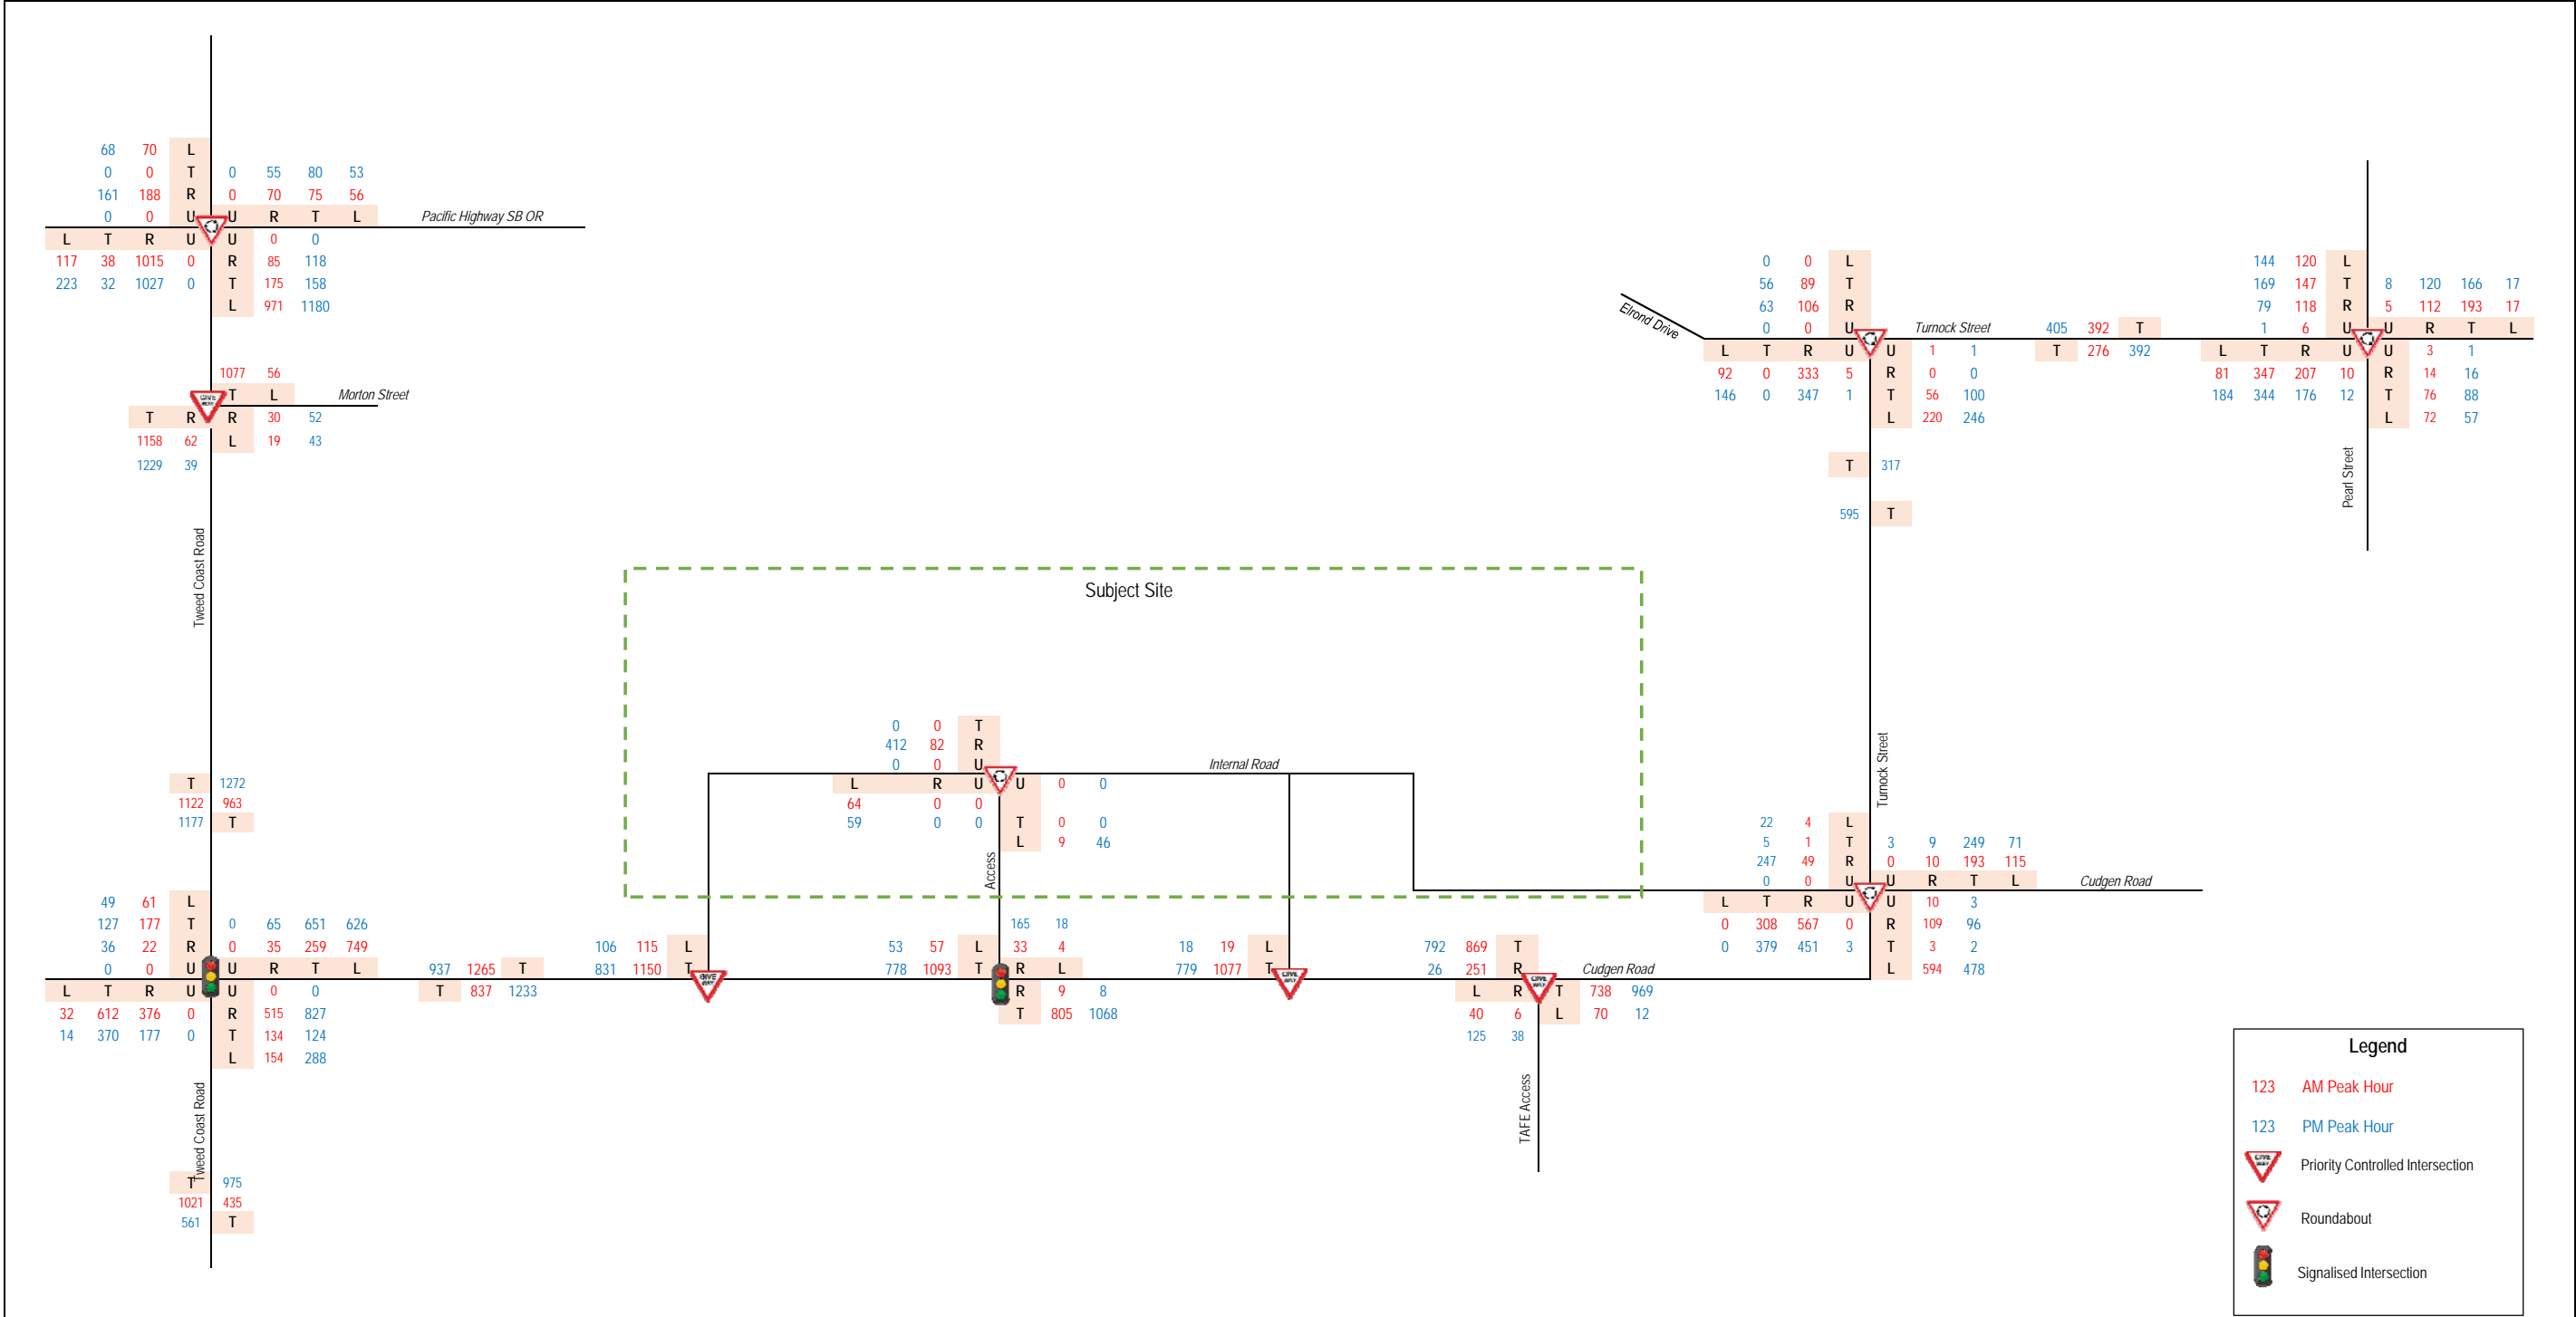 68 70 L
0 0 T 0 55 80 53
161 188 R 0 70 75 56
0 0 U U R T L Pacific Highway SB OR
L T R U U 0 0
117 38 1015 0 R 85 118
223 32 1027 0 T 175 158
L 971 1180
1077 56
T L Morton Street
GIVE WAY
T R R 30 52
1158 62 L 19 43
1229 39
Tweed Coast Road
T 1272
1122 963
1177 T
49 61 L
127 177 T 0 65 651 626
36 22 R 0 35 259 749
0 0 U U R T L
L T R U U 0 0
32 612 376 0 R 515 827
14 370 177 0 T 134 124
L 154 288
Tweed Coast Road
T 975
1021 435
561 T
937 1265 T
T 837 1233
Subject Site
0 0 T
412 82 R
0 0 U
Internal Road
L R U U 0 0
64 0 0
59 0 0 T 0 0
L 9 46
Access
106 115 L
831 1150 T
GIVE WAY
165 18
53 57 L 33 4
778 1093 T R L
R 9 8
T 805 1068
18 19 L
779 1077 T
GIVE WAY
792 869 T
26 251 R
Cudgen Road
GIVE WAY
L R T 738 969
40 6 L 70 12
125 38
TAFE Access
Elrond Drive
0 0 L
56 89 T
63 106 R
0 0 U
Turnock Street
L T R U U 1 1
92 0 333 5 R 0 0
146 0 347 1 T 56 100
L 220 246
T 317
595 T
405 392 T
T 276 392
144 120 L
169 147 T 8 120 166 17
79 118 R 5 112 193 17
1 6 U U R T L
L T R U U 3 1
81 347 207 10 R 14 16
184 344 176 12 T 76 88
L 72 57
Pearl Street
Turnock Street
22 4 L
5 1 T 3 9 249 71
247 49 R 0 10 193 115
0 0 U U R T L Cudgen Road
L T R U U 10 3
0 308 567 0 R 109 96
0 379 451 3 T 3 2
L 594 478
Legend
123 AM Peak Hour
123 PM Peak Hour
GIVE WAY Priority Controlled Intersection
Roundabout
Signalised Intersection